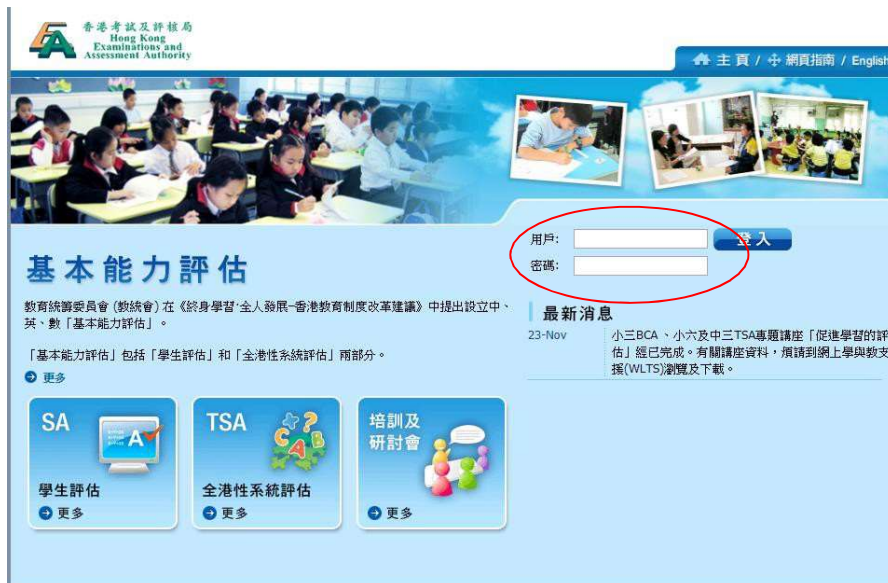 香港考試及評核局
Hong Kong
Examinations and
Assessment Authority
主頁 / 網頁指南 / English
用戶:
登入
密碼:
基本能力評估
教育統籌委員會 (教統會) 在《終身學習‧全人發展─香港教育制度改革建議》中提出設立中、
英、數「基本能力評估」。
「基本能力評估」包括「學生評估」和「全港性系統評估」兩部分。
更多
最新消息
23-Nov
小三BCA、小六及中三TSA專題講座「促進學習的評
估」經已完成。有關講座資料，煩請到網上學與教支
援(WLTS)瀏覽及下載。
SA
A
學生評估
更多
TSA
?
C A B
全港性系統評估
更多
培訓及
研討會
更多